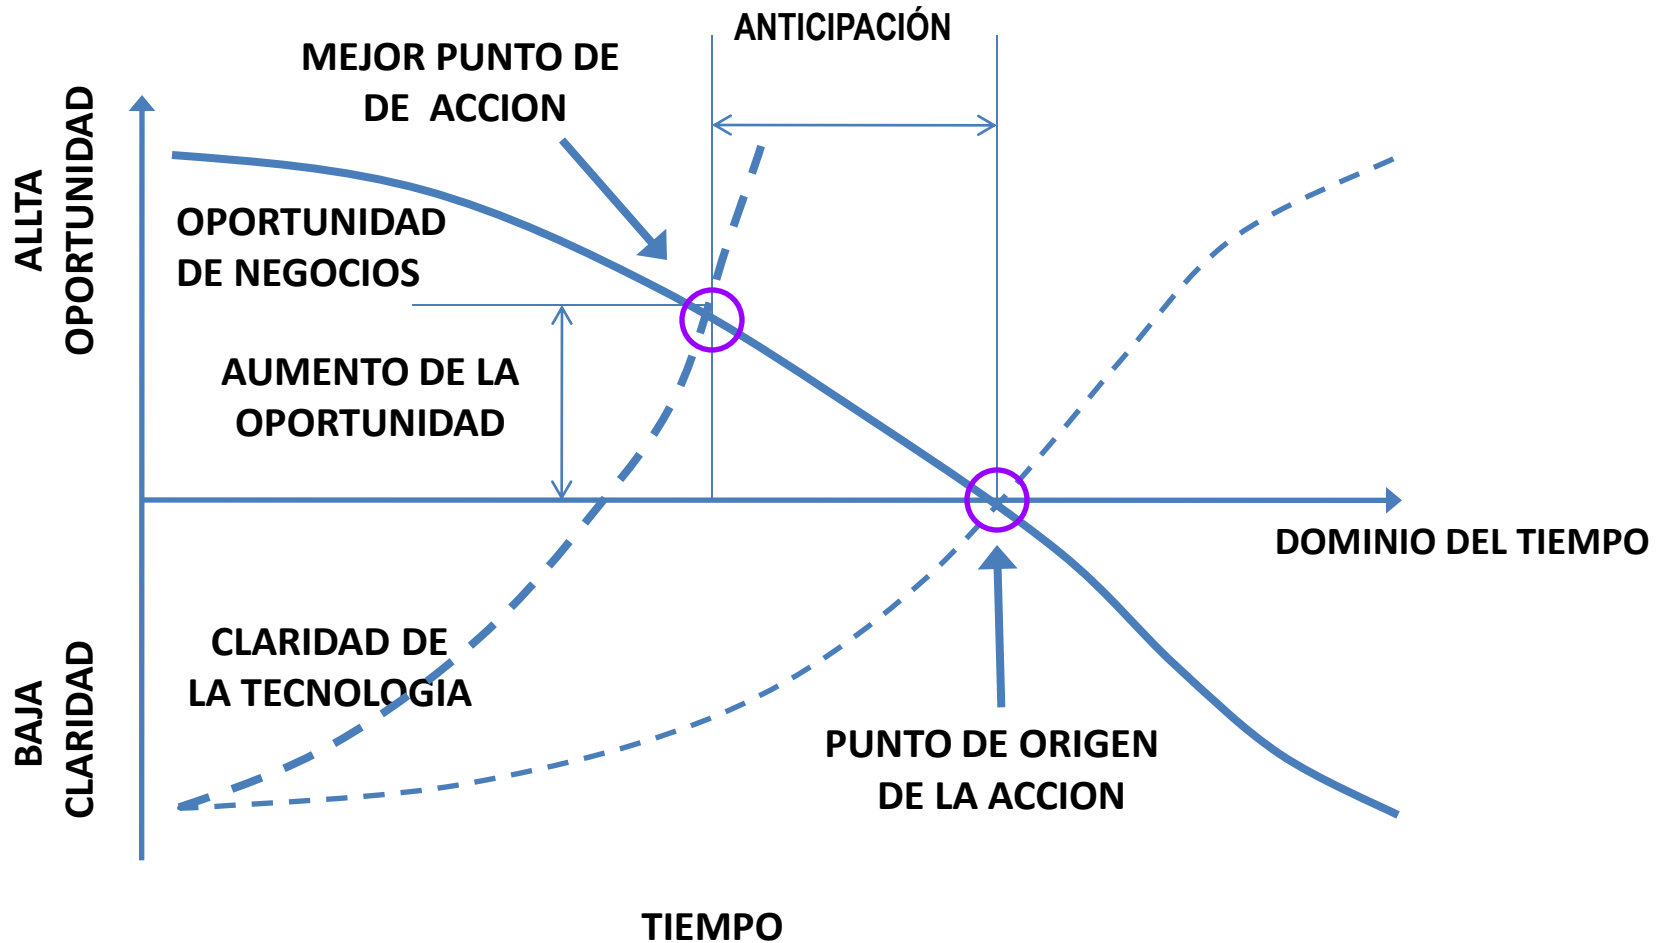 ANTICIPACIÓN
MEJOR PUNTO DE
DE ACCION
ALLTA
OPORTUNIDAD
OPORTUNIDAD
DE NEGOCIOS
AUMENTO DE LA
OPORTUNIDAD
DOMINIO DEL TIEMPO
CLARIDAD DE
LA TECNOLOGIA
BAJA
CLARIDAD
PUNTO DE ORIGEN
DE LA ACCION
TIEMPO